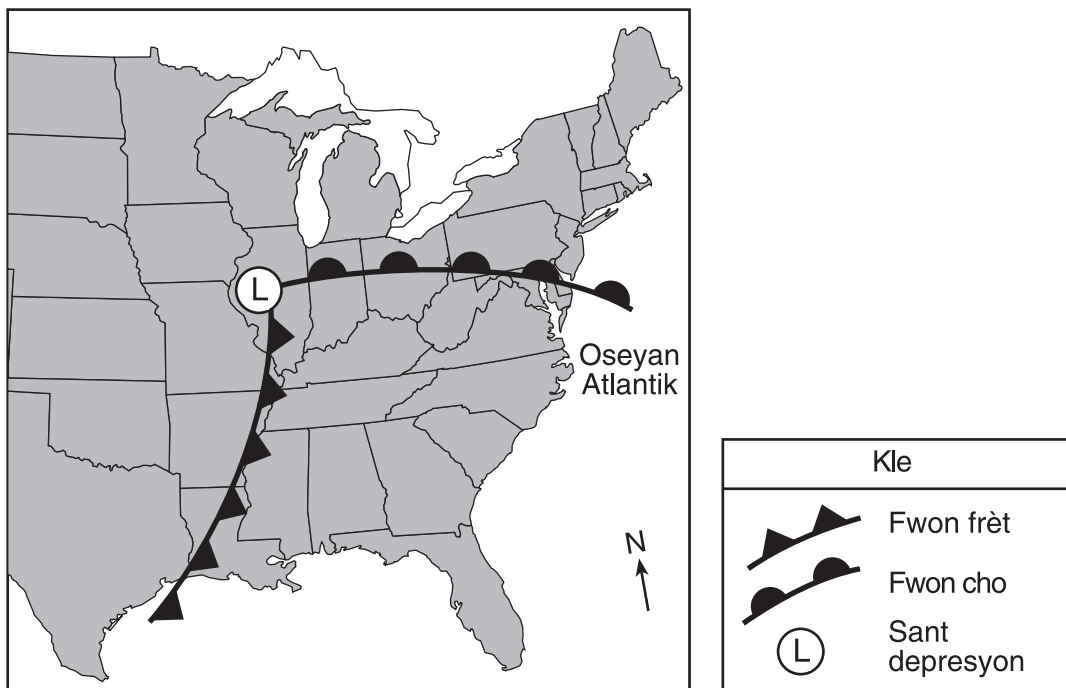 L
Oseyan
Atlantik
N
Kle
Fwon frèt
Fwon cho
L
Sant
depresyon